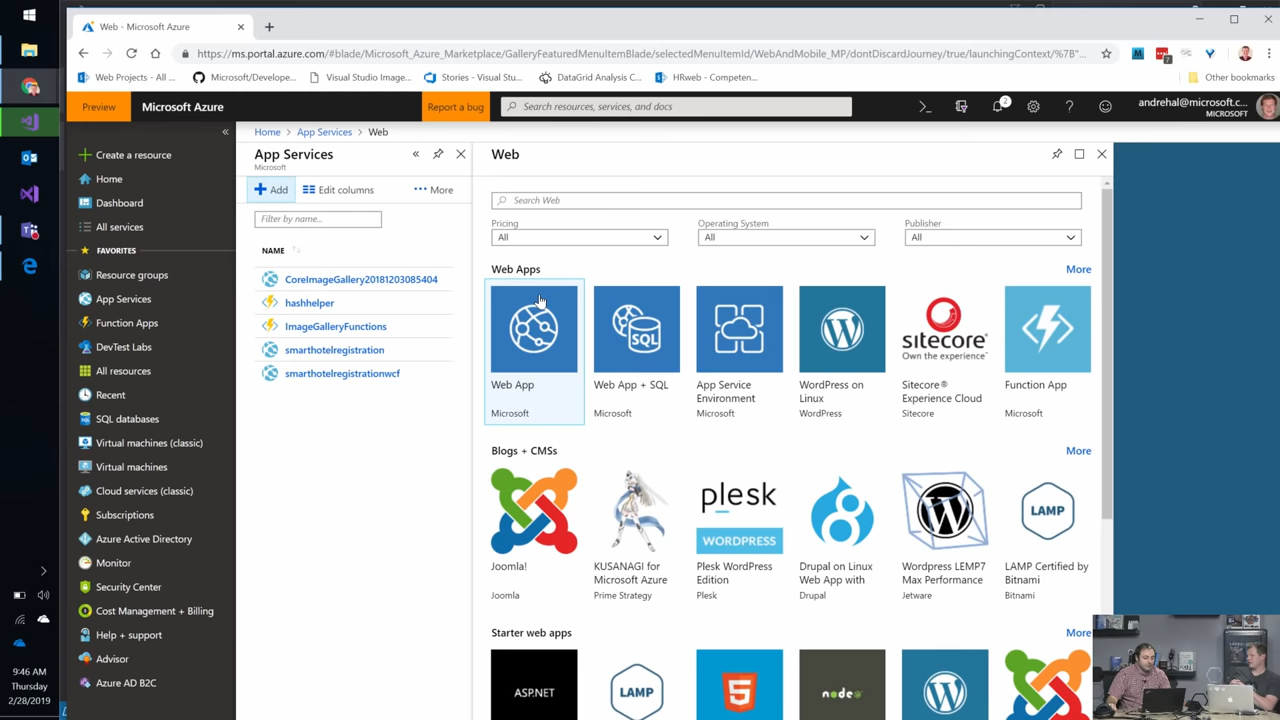 Web - Microsoft Azure
https://ms.portal.azure.com/#blade/Microsoft_Azure_Marketplace/GalleryFeaturedMenuItemBlade/selectedMenuItemId/WebAndMobile_MP/dontDiscardJourney/true/launchingContext/%7B"...
Web Projects - All ...
Microsoft/Develope...
Visual Studio Image...
Stories - Visual Stu...
DataGrid Analysis C...
HRweb - Competen...
Other bookmarks
Preview
Microsoft Azure
Report a bug
Search resources, services, and docs
2
andrehal@microsoft.c...
MICROSOFT
Create a resource
Home
Dashboard
All services
FAVORITES
Resource groups
App Services
Function Apps
DevTest Labs
All resources
Recent
SQL databases
Virtual machines (classic)
Virtual machines
Cloud services (classic)
Subscriptions
Azure Active Directory
Monitor
Security Center
Cost Management + Billing
Help + support
Advisor
Azure AD B2C
9:46 AM
Thursday
2/28/2019
Home > App Services > Web
App Services
Microsoft
Add
Edit columns
More
Filter by name...
NAME
CoreImageGallery20181203085404
hashhelper
ImageGalleryFunctions
smarthotelregistration
smarthotelregistrationwcf
Web
Search Web
Pricing
All
Operating System
All
Publisher
All
Web Apps
More
Web App
Microsoft
SQL
Web App + SQL
Microsoft
App Service
Environment
Microsoft
WordPress on
Linux
WordPress
sitecore
Own the experience™
Sitecore®
Experience Cloud
Sitecore
Function App
Microsoft
Blogs + CMSs
More
Joomla!
Joomla
KUSANAGI for
Microsoft Azure
Prime Strategy
plesk
WORDPRESS
Plesk WordPress
Edition
Plesk
Drupal on Linux
Web App with
Drupal
Wordpress LEMP7
Max Performance
Jetware
LAMP
LAMP Certified by
Bitnami
Bitnami
Starter web apps
More
ASP.NET
LAMP
node